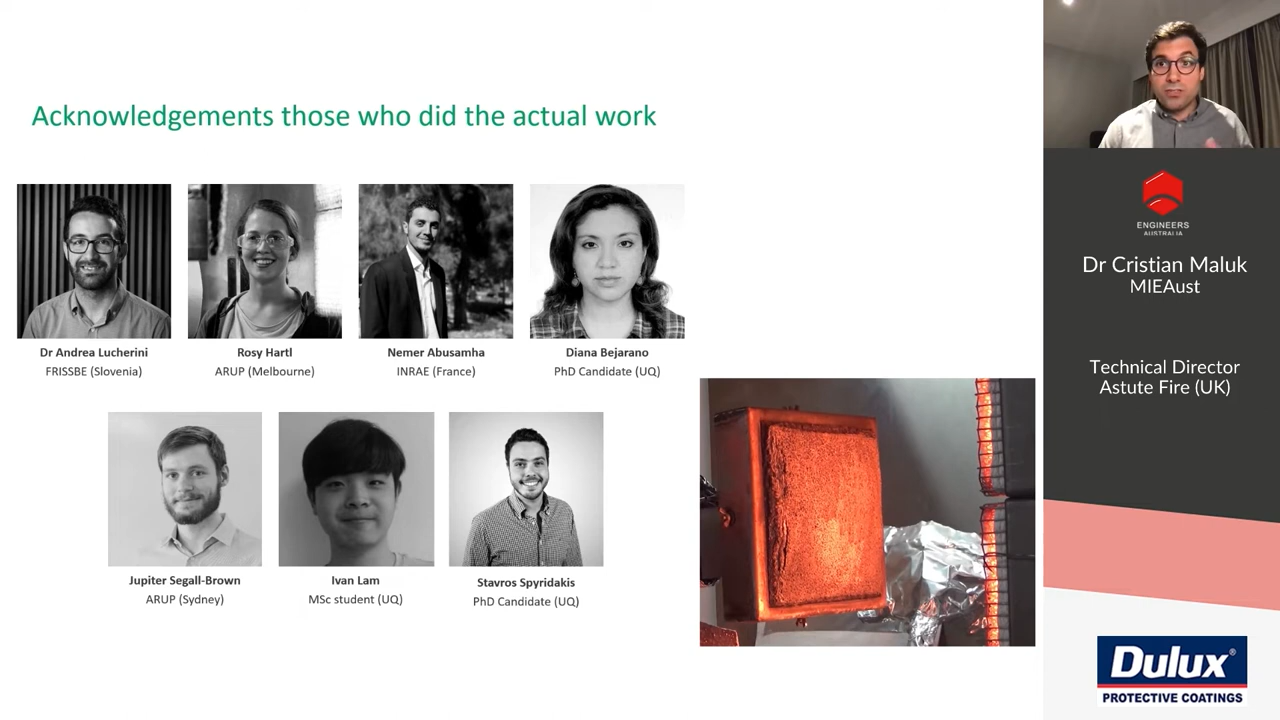 Acknowledgements those who did the actual work
Dr Andrea Lucherini
FRISSBE (Slovenia)
Rosy Hartl
ARUP (Melbourne)
Nemer Abusamha
INRAE (France)
Diana Bejarano
PhD Candidate (UQ)
Jupiter Segall-Brown
ARUP (Sydney)
Ivan Lam
MSc student (UQ)
Stavros Spyridakis
PhD Candidate (UQ)
ENGINEERS
AUSTRALIA
Dr Cristian Maluk
MIEAust
Technical Director
Astute Fire (UK)
Dulux®
PROTECTIVE COATINGS